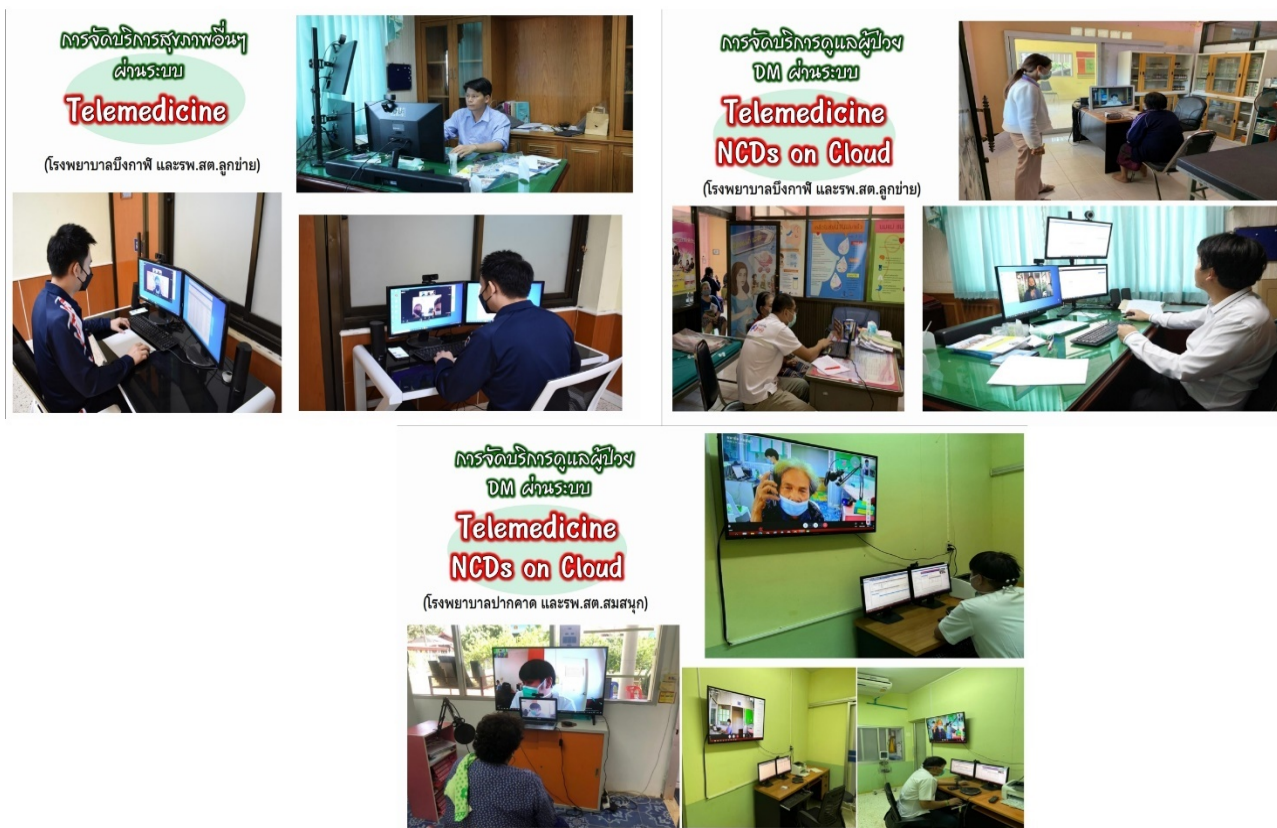 การจัดบริการสุขภาพอื่นๆ
ผ่านระบบ
Telemedicine
(โรงพยาบาลบึงกาฬ และรพ.สต.ลูกข่าย)
การจัดบริการดูแลผู้ป่วย
DM ผ่านระบบ
Telemedicine
NCDs on Cloud
(โรงพยาบาลบึงกาฬ และรพ.สต.ลูกข่าย)
การจัดบริการดูแลผู้ป่วย
DM ผ่านระบบ
Telemedicine
NCDs on Cloud
(โรงพยาบาลปากคาด และรพ.สต.สมสนุก)